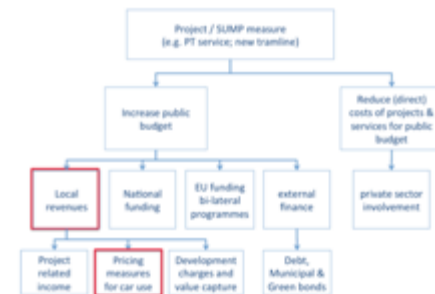 Project / SUMP measure
(e.g. PT service; new tramline)
Increase public
budget
Reduce (direct)
costs of projects &
services for public
budget
Local
revenues
National
funding
EU funding
bi-lateral
programmes
external
finance
private sector
involvement
Project
related
income
Pricing
measures
for car use
Development
charges and
value capture
Debt,
Municipal &
Green bonds